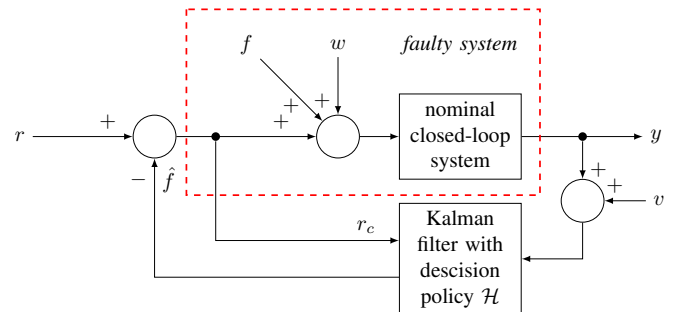 f
w
faulty system
+
+
r
+
+
nominal
closed-loop
system
y
−
f̂
+
+
v
r_c
Kalman
filter with
descision
policy ℋ